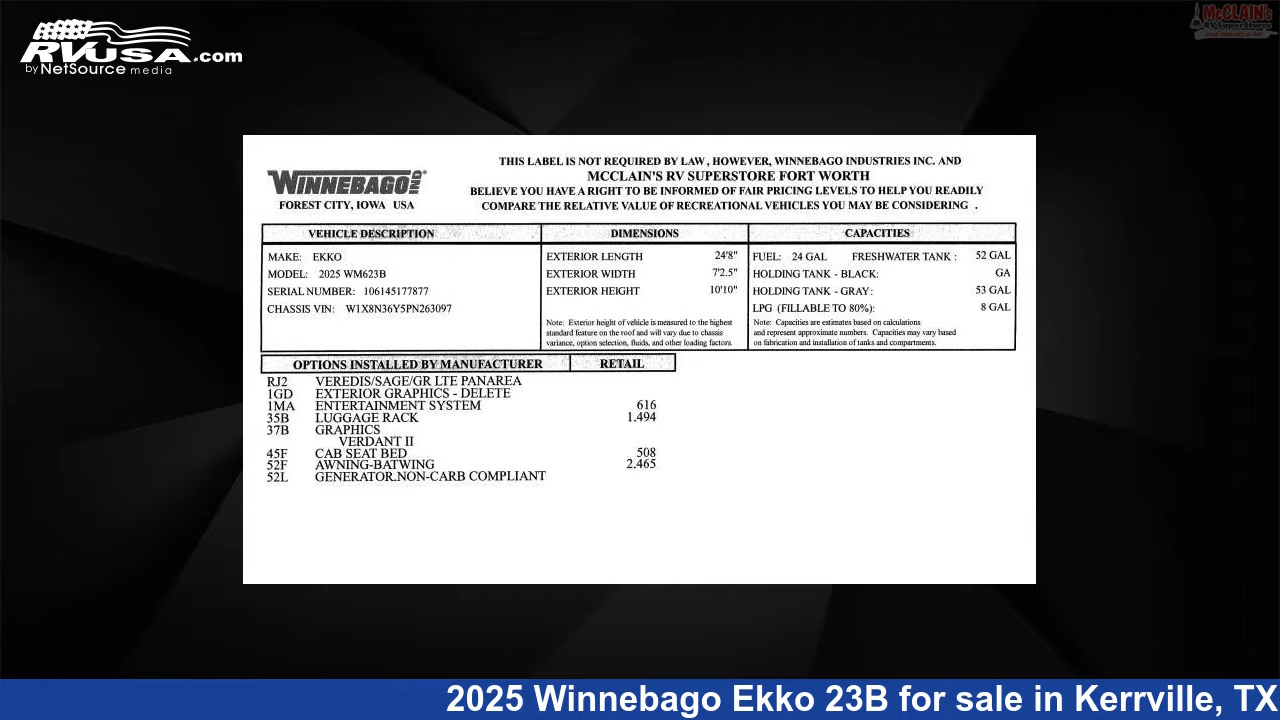 RVUSA.com
by NetSource media
McCLAIN's
RV SuperStores
WINNEBAGO IND
FOREST CITY, IOWA USA
THIS LABEL IS NOT REQUIRED BY LAW , HOWEVER, WINNEBAGO INDUSTRIES INC. AND
MCCLAIN'S RV SUPERSTORE FORT WORTH
BELIEVE YOU HAVE A RIGHT TO BE INFORMED OF FAIR PRICING LEVELS TO HELP YOU READILY
COMPARE THE RELATIVE VALUE OF RECREATIONAL VEHICLES YOU MAY BE CONSIDERING .
VEHICLE DESCRIPTION
MAKE: EKKO
MODEL: 2025 WM623B
SERIAL NUMBER: 106145177877
CHASSIS VIN: W1X8N36Y5PN263097
DIMENSIONS
EXTERIOR LENGTH 24'8"
EXTERIOR WIDTH 7'2.5"
EXTERIOR HEIGHT 10'10"
Note: Exterior height of vehicle is measured to the highest
standard feature on the roof and will vary due to chassis
variance, option selection, fluids, and other loading factors.
CAPACITIES
FUEL: 24 GAL FRESHWATER TANK : 52 GAL
HOLDING TANK - BLACK: GA
HOLDING TANK - GRAY: 53 GAL
LPG (FILLABLE TO 80%): 8 GAL
Note: Capacities are estimates based on calculations
and represent approximate numbers. Capacities may vary based
on fabrication and installation of tanks and compartments.
OPTIONS INSTALLED BY MANUFACTURER RETAIL
RJ2 VEREDIS/SAGE/GR LTE PANAREA
1GD EXTERIOR GRAPHICS - DELETE
1MA ENTERTAINMENT SYSTEM 616
35B LUGGAGE RACK 1.494
37B GRAPHICS
VERDANT II
45F CAB SEAT BED 508
52F AWNING-BATWING 2.465
52L GENERATOR.NON-CARB COMPLIANT
2025 Winnebago Ekko 23B for sale in Kerrville, TX